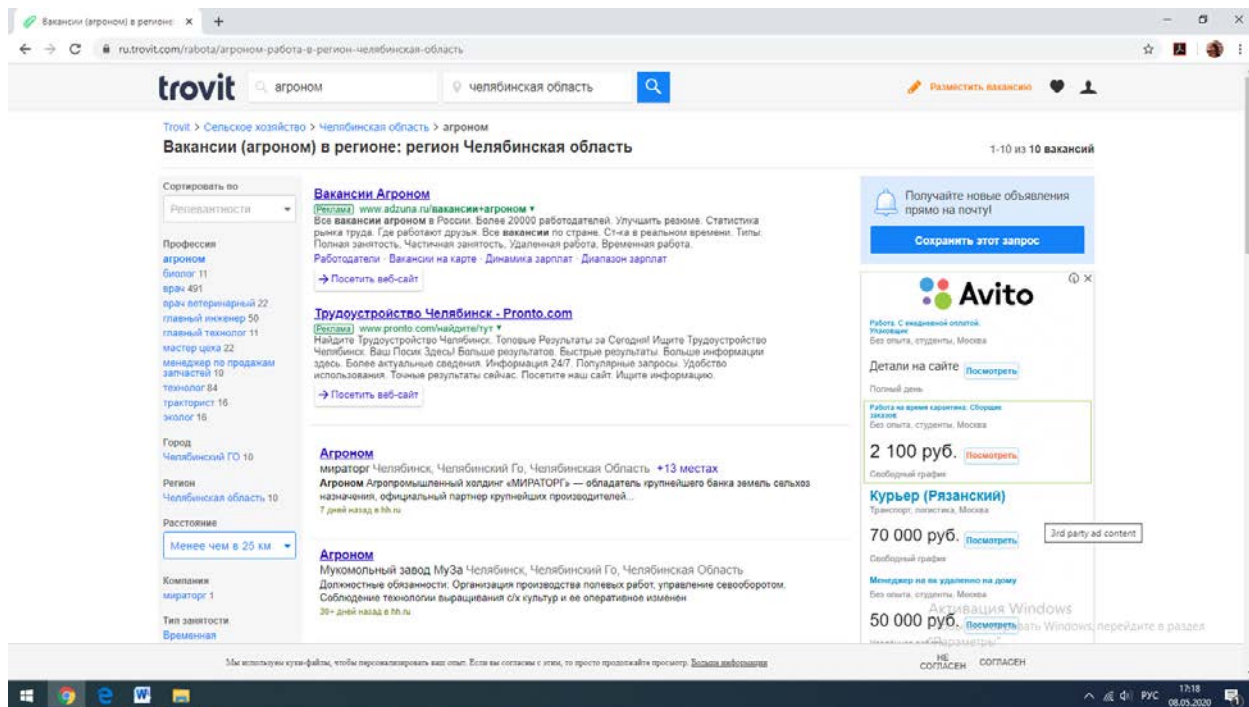 Вакансии (агроном) в регионе:
ru.trovit.com/rabota/агроном-работа-в-регион-челябинская-область
trovit
агроном
челябинская область
Разместить вакансию
Trovit > Сельское хозяйство > Челябинская область > агроном
Вакансии (агроном) в регионе: регион Челябинская область
1-10 из 10 вакансий
Сортировать по
Релевантности
Профессия
агроном
биолог 11
врач 491
врач ветеринарный 22
главный инженер 50
главный технолог 11
мастер цеха 22
менеджер по продажам
запчастей 10
технолог 84
тракторист 16
эколог 16
Город
Челябинский ГО 10
Регион
Челябинская область 10
Расстояние
Менее чем в 25 км
Компания
мираторг 1
Тип занятости
Временная
Вакансии Агроном
Реклама www.adzuna.ru/вакансии+агроном
Все вакансии агроном в России. Более 20000 работодателей. Улучшить резюме. Статистика
рынка труда. Где работают друзья. Все вакансии по стране. Ст-ка в реальном времени. Типы:
Полная занятость, Частичная занятость, Удаленная работа, Временная работа.
Работодатели · Вакансии на карте · Динамика зарплат · Диапазон зарплат
→ Посетить веб-сайт
Трудоустройство Челябинск - Pronto.com
Реклама www.pronto.com/найдите/тут
Найдите Трудоустройство Челябинск. Топовые Результаты за Сегодня! Ищите Трудоустройство
Челябинск. Ваш Посик Здесь! Больше результатов. Быстрые результаты. Больше информации
здесь. Более актуальные сведения. Информация 24/7. Популярные запросы. Удобство
использования. Точные результаты сейчас. Посетите наш сайт. Ищите информацию.
→ Посетить веб-сайт
Агроном
мираторг Челябинск, Челябинский Го, Челябинская Область +13 местах
Агроном Агропромышленный холдинг «МИРАТОРГ» — обладатель крупнейшего банка земель сельхоз
назначения, официальный партнер крупнейших производителей...
7 дней назад в hh.ru
Агроном
Мукомольный завод МуЗа Челябинск, Челябинский Го, Челябинская Область
Должностные обязанности: Организация производства полевых работ, управление севооборотом.
Соблюдение технологии выращивания с/х культур и ее оперативное изменен
30+ дней назад в hh.ru
Получайте новые объявления
прямо на почту!
Сохранить этот запрос
Avito
Работа. С ежедневной оплатой.
Упаковщик
Без опыта, студенты, Москва
Детали на сайте Посмотреть
Полный день
Работа на время карантина. Сборщик
заказов
Без опыта, студенты, Москва
2 100 руб. Посмотреть
Свободный график
Курьер (Рязанский)
Транспорт, логистика, Москва
70 000 руб. Посмотреть
Свободный график
3rd party ad content
Менеджер на пк удаленно на дому
Без опыта, студенты, Москва
50 000 руб. Посмотреть
Активация Windows
Windows, перейдите в раздел
"Параметры"
Мы используем куки-файлы, чтобы персонализировать ваш опыт. Если вы согласны с этим, то просто продолжайте просмотр. Больше информации
НЕ
СОГЛАСЕН
СОГЛАСЕН
РУС
17:18
08.05.2020